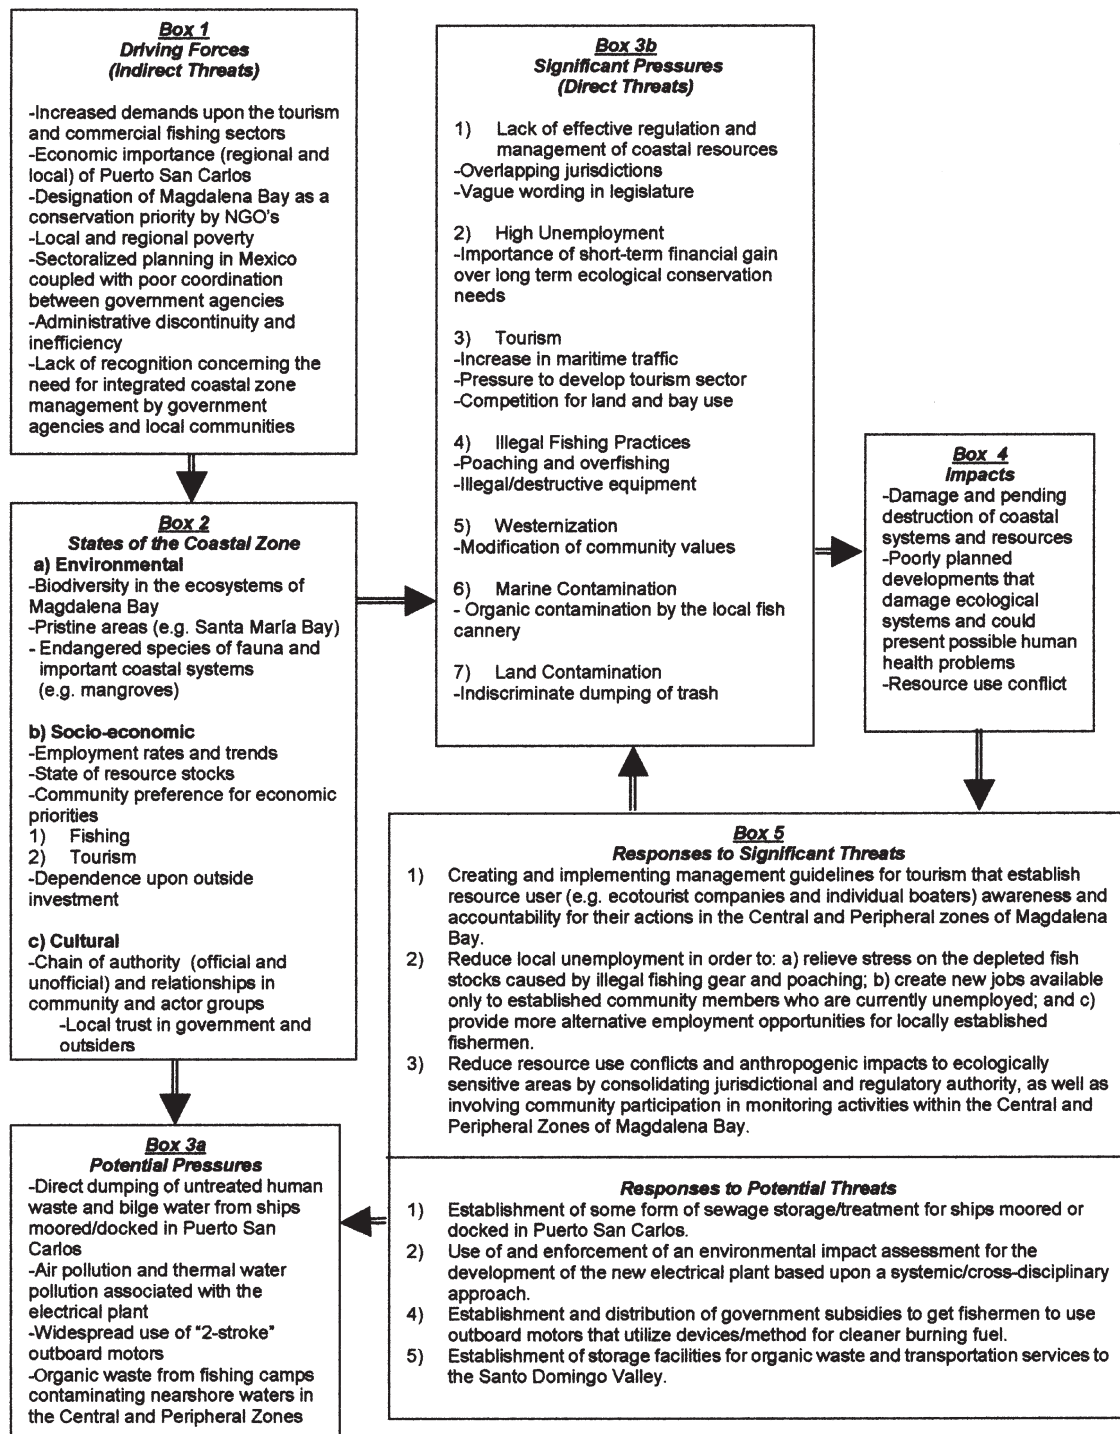 Box 1
Driving Forces
(Indirect Threats)
-Increased demands upon the tourism
and commercial fishing sectors
-Economic importance (regional and
local) of Puerto San Carlos
-Designation of Magdalena Bay as a
conservation priority by NGO's
-Local and regional poverty
-Sectoralized planning in Mexico
coupled with poor coordination
between government agencies
-Administrative discontinuity and
inefficiency
-Lack of recognition concerning the
need for integrated coastal zone
management by government
agencies and local communities
Box 2
States of the Coastal Zone
a) Environmental
-Biodiversity in the ecosystems of
Magdalena Bay
-Pristine areas (e.g. Santa María Bay)
- Endangered species of fauna and
important coastal systems
(e.g. mangroves)
b) Socio-economic
-Employment rates and trends
-State of resource stocks
-Community preference for economic
priorities
1) Fishing
2) Tourism
-Dependence upon outside
investment
c) Cultural
-Chain of authority (official and
unofficial) and relationships in
community and actor groups
-Local trust in government and
outsiders
Box 3a
Potential Pressures
-Direct dumping of untreated human
waste and bilge water from ships
moored/docked in Puerto San
Carlos
-Air pollution and thermal water
pollution associated with the
electrical plant
-Widespread use of "2-stroke"
outboard motors
-Organic waste from fishing camps
contaminating nearshore waters in
the Central and Peripheral Zones
Box 3b
Significant Pressures
(Direct Threats)
1) Lack of effective regulation and
management of coastal resources
-Overlapping jurisdictions
-Vague wording in legislature
2) High Unemployment
-Importance of short-term financial gain
over long term ecological conservation
needs
3) Tourism
-Increase in maritime traffic
-Pressure to develop tourism sector
-Competition for land and bay use
4) Illegal Fishing Practices
-Poaching and overfishing
-Illegal/destructive equipment
5) Westernization
-Modification of community values
6) Marine Contamination
- Organic contamination by the local fish
cannery
7) Land Contamination
-Indiscriminate dumping of trash
Box 4
Impacts
-Damage and pending
destruction of coastal
systems and resources
-Poorly planned
developments that
damage ecological
systems and could
present possible human
health problems
-Resource use conflict
Box 5
Responses to Significant Threats
1) Creating and implementing management guidelines for tourism that establish
resource user (e.g. ecotourist companies and individual boaters) awareness and
accountability for their actions in the Central and Peripheral zones of Magdalena
Bay.
2) Reduce local unemployment in order to: a) relieve stress on the depleted fish
stocks caused by illegal fishing gear and poaching; b) create new jobs available
only to established community members who are currently unemployed; and c)
provide more alternative employment opportunities for locally established
fishermen.
3) Reduce resource use conflicts and anthropogenic impacts to ecologically
sensitive areas by consolidating jurisdictional and regulatory authority, as well as
involving community participation in monitoring activities within the Central and
Peripheral Zones of Magdalena Bay.
Responses to Potential Threats
1) Establishment of some form of sewage storage/treatment for ships moored or
docked in Puerto San Carlos.
2) Use of and enforcement of an environmental impact assessment for the
development of the new electrical plant based upon a systemic/cross-disciplinary
approach.
4) Establishment and distribution of government subsidies to get fishermen to use
outboard motors that utilize devices/method for cleaner burning fuel.
5) Establishment of storage facilities for organic waste and transportation services to
the Santo Domingo Valley.